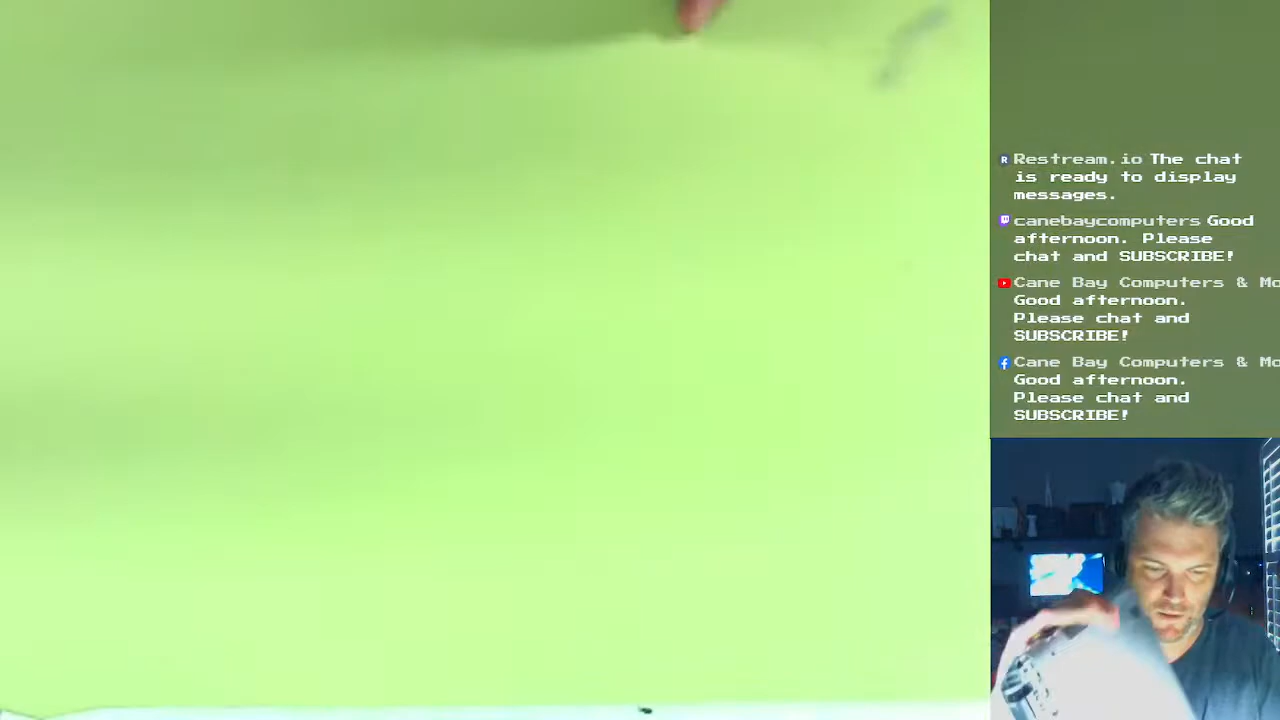 Restream.io The chat
is ready to display
messages.
canebaycomputers Good
afternoon. Please
chat and SUBSCRIBE!
Cane Bay Computers & Mo
Good afternoon.
Please chat and
SUBSCRIBE!
Cane Bay Computers & Mo
Good afternoon.
Please chat and
SUBSCRIBE!